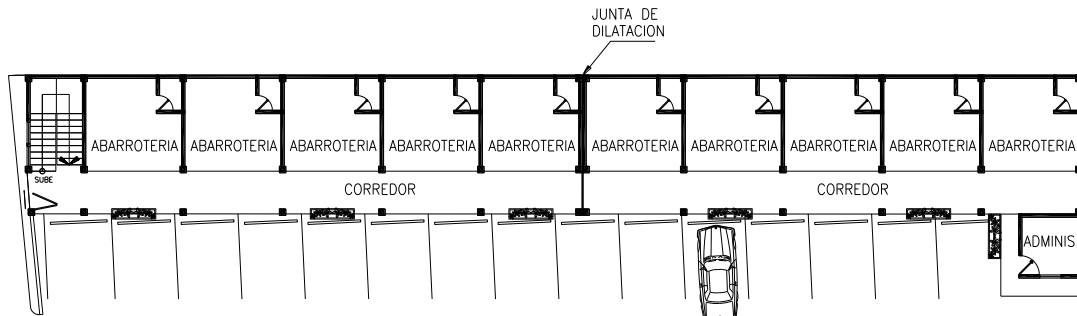 JUNTA DE
DILATACION
ABARROTERIA
ABARROTERIA
ABARROTERIA
ABARROTERIA
ABARROTERIA
ABARROTERIA
ABARROTERIA
ABARROTERIA
ABARROTERIA
ABARROTERIA
SUBE
CORREDOR
CORREDOR
ADMINIS.